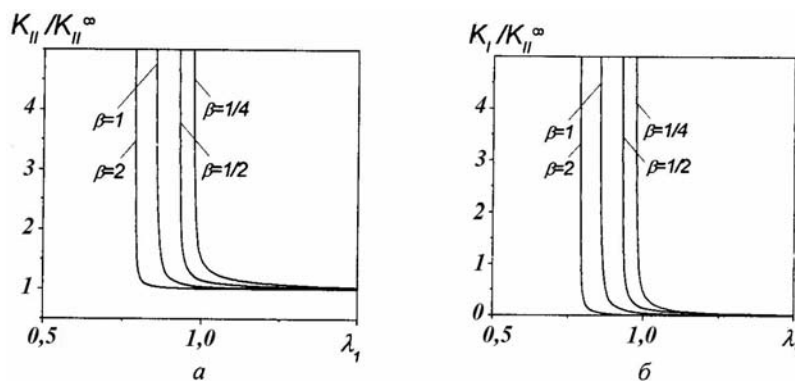 K_II /K_II^∞
4
3
2
1
0,5
1,0
λ_1
β=1
β=2
β=1/4
β=1/2
а
K_I /K_II^∞
4
3
2
1
0
0,5
1,0
λ
β=1
β=2
β=1/4
β=1/2
б